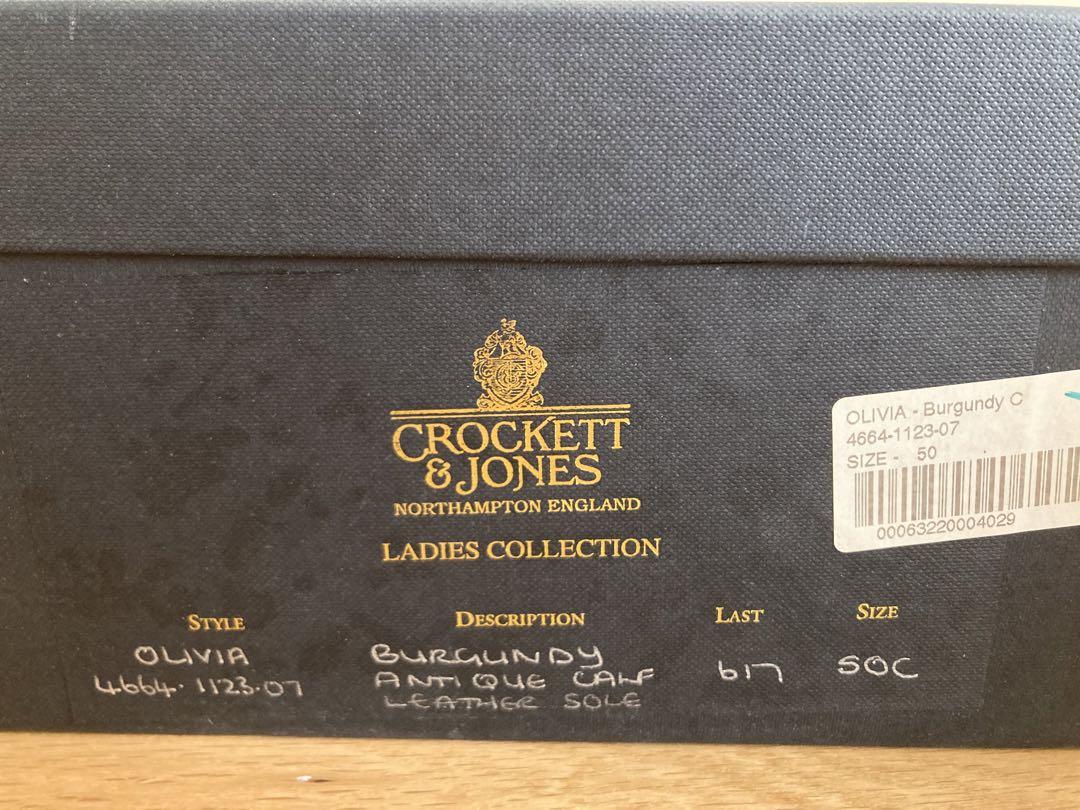 CROCKETT
& JONES
NORTHAMPTON ENGLAND
LADIES COLLECTION
OLIVIA - Burgundy C
4664-1123-07
SIZE - 50
00063220004029
STYLE DESCRIPTION LAST SIZE
OLIVIA BURGUNDY 617 50C
4664.1123.07 ANTIQUE CALF
LEATHER SOLE